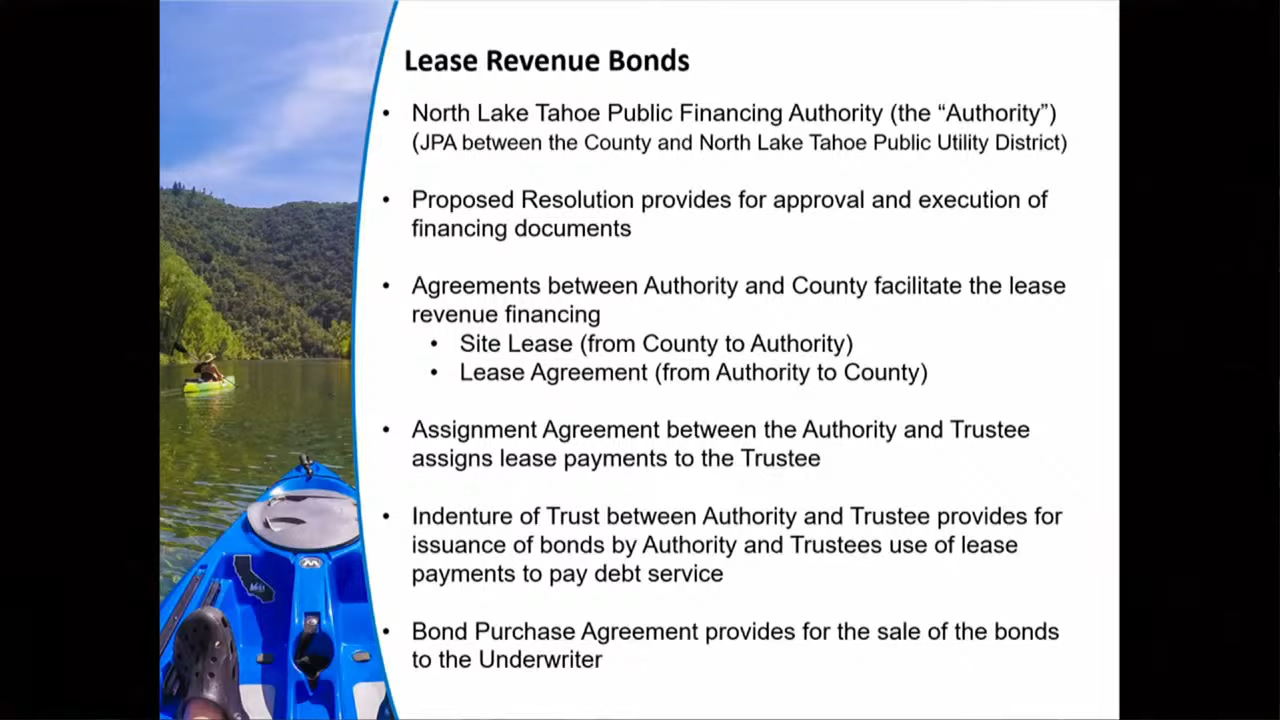 Lease Revenue Bonds
• North Lake Tahoe Public Financing Authority (the “Authority”)
(JPA between the County and North Lake Tahoe Public Utility District)
• Proposed Resolution provides for approval and execution of
financing documents
• Agreements between Authority and County facilitate the lease
revenue financing
• Site Lease (from County to Authority)
• Lease Agreement (from Authority to County)
• Assignment Agreement between the Authority and Trustee
assigns lease payments to the Trustee
• Indenture of Trust between Authority and Trustee provides for
issuance of bonds by Authority and Trustees use of lease
payments to pay debt service
• Bond Purchase Agreement provides for the sale of the bonds
to the Underwriter